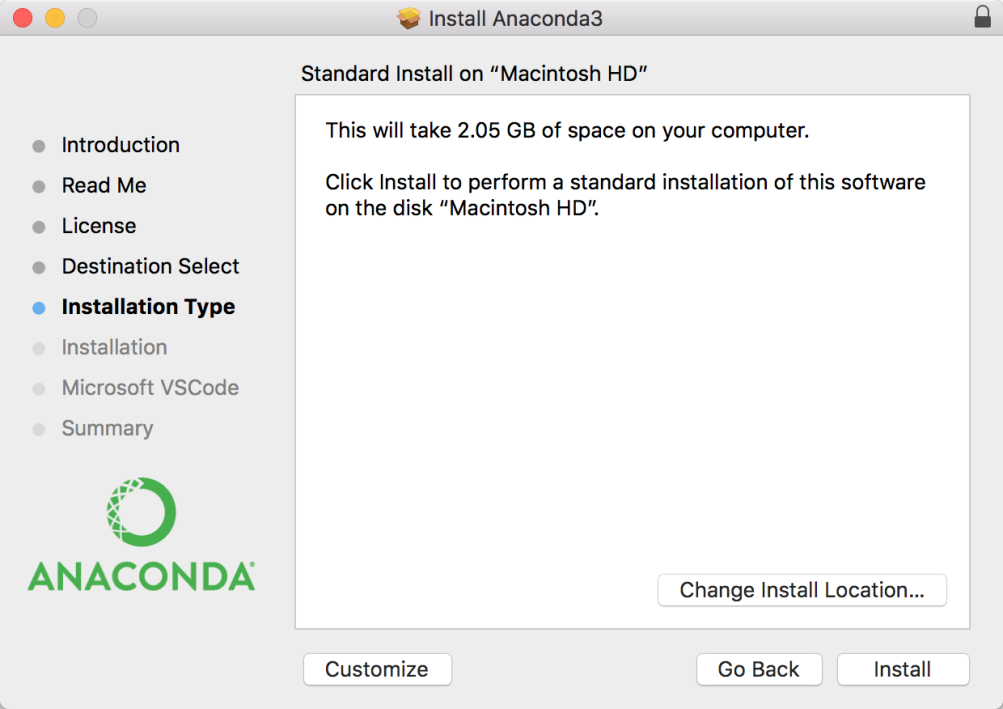 Install Anaconda3
Standard Install on “Macintosh HD”
Introduction
Read Me
License
Destination Select
Installation Type
Installation
Microsoft VSCode
Summary
ANACONDA®
This will take 2.05 GB of space on your computer.
Click Install to perform a standard installation of this software
on the disk “Macintosh HD”.
Change Install Location...
Customize
Go Back
Install